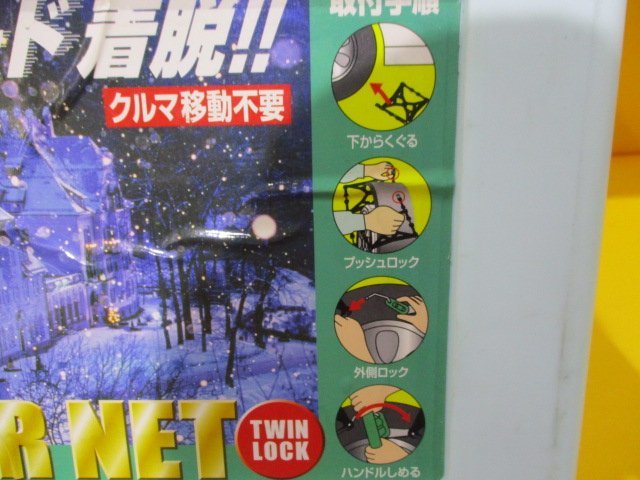 ド着脱!!
クルマ移動不要
取付手順
下からくぐる
プッシュロック
外側ロック
ハンドルしめる
R NET
TWIN
LOCK